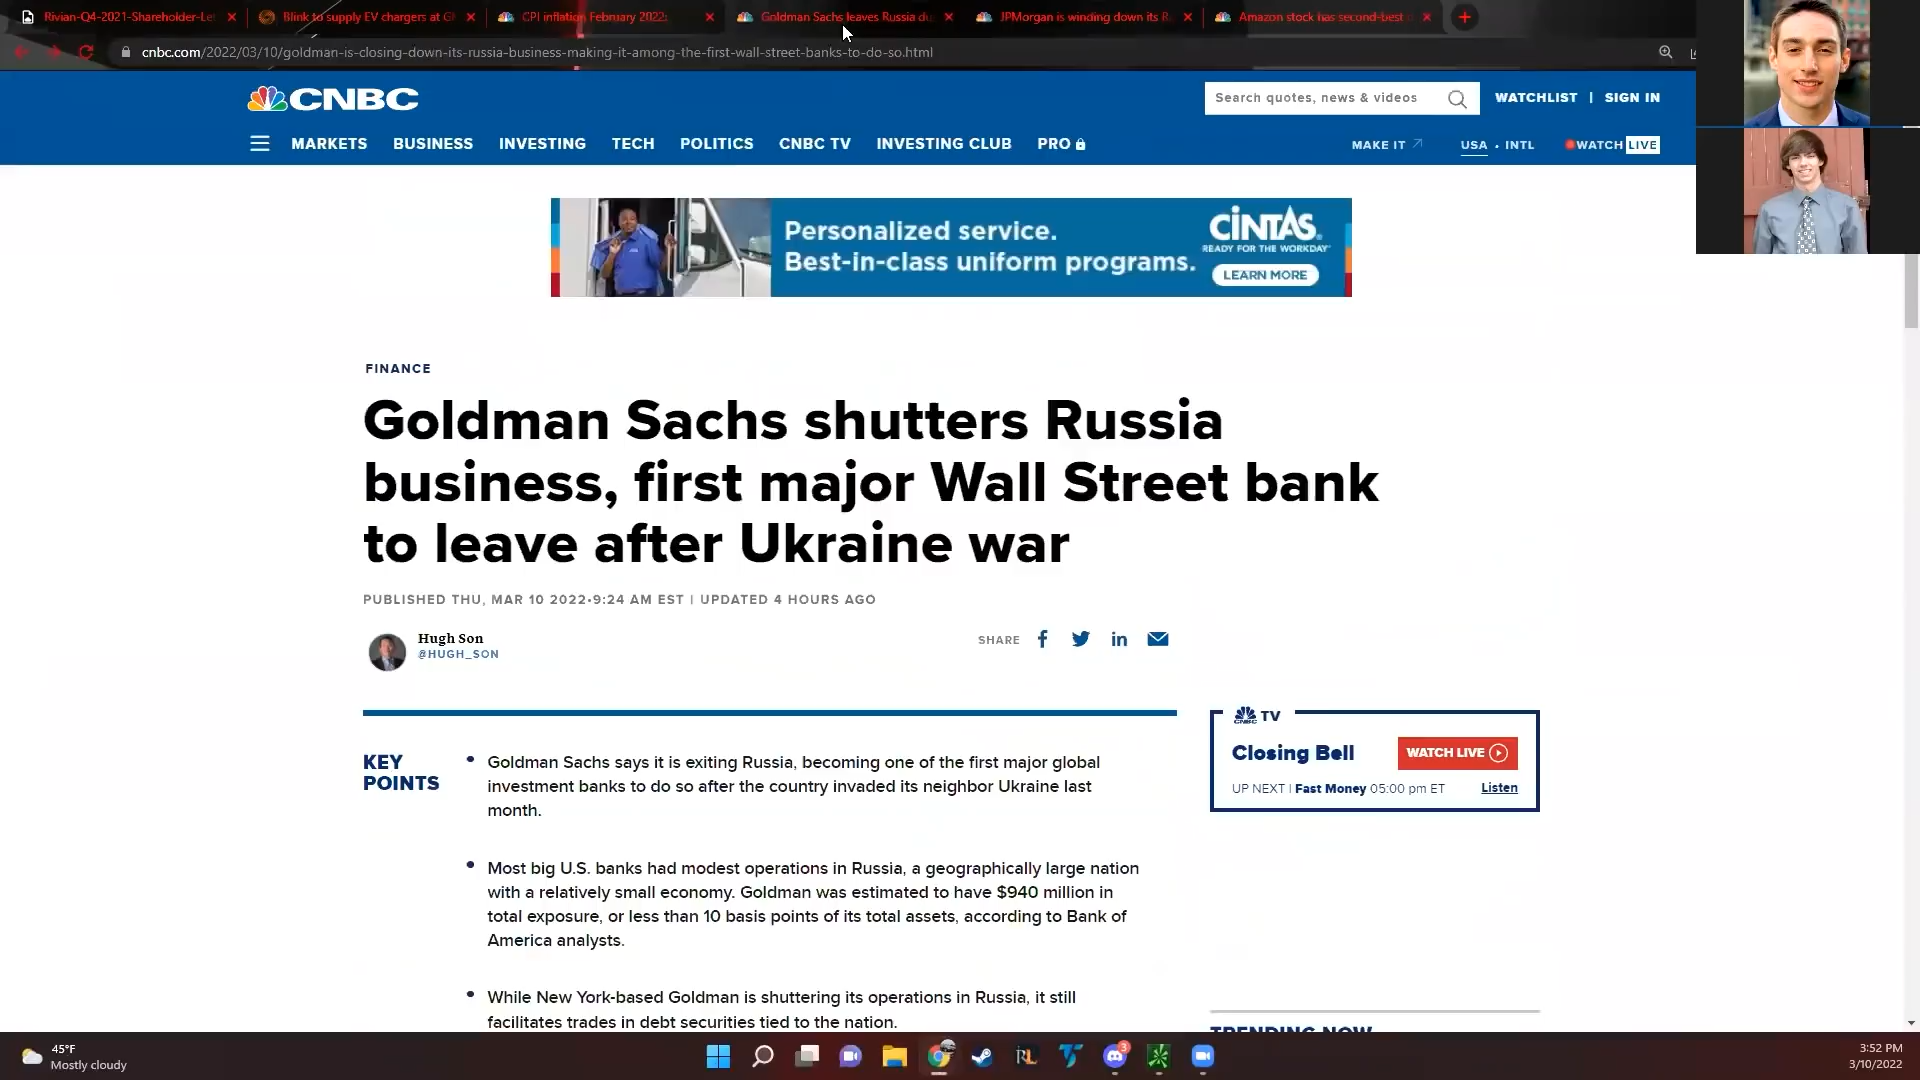 Rivian-Q4-2021-Shareholder-Let
Blink to supply EV chargers at G
CPI inflation February 2022:
Goldman Sachs leaves Russia du
JPMorgan is winding down its R
Amazon stock has second-best
cnbc.com/2022/03/10/goldman-is-closing-down-its-russia-business-making-it-among-the-first-wall-street-banks-to-do-so.html
CNBC
Search quotes, news & videos
WATCHLIST | SIGN IN
MARKETS BUSINESS INVESTING TECH POLITICS CNBC TV INVESTING CLUB PRO
MAKE IT USA • INTL WATCH LIVE
Personalized service.
Best-in-class uniform programs.
CINTAS.
READY FOR THE WORKDAY
LEARN MORE
FINANCE
Goldman Sachs shutters Russia
business, first major Wall Street bank
to leave after Ukraine war
PUBLISHED THU, MAR 10 2022•9:24 AM EST | UPDATED 4 HOURS AGO
Hugh Son
@HUGH_SON
SHARE
KEY
POINTS
• Goldman Sachs says it is exiting Russia, becoming one of the first major global
investment banks to do so after the country invaded its neighbor Ukraine last
month.
• Most big U.S. banks had modest operations in Russia, a geographically large nation
with a relatively small economy. Goldman was estimated to have $940 million in
total exposure, or less than 10 basis points of its total assets, according to Bank of
America analysts.
• While New York-based Goldman is shuttering its operations in Russia, it still
facilitates trades in debt securities tied to the nation.
CNBC TV
Closing Bell
WATCH LIVE
UP NEXT | Fast Money 05:00 pm ET
Listen
TRENDING NOW
45°F
Mostly cloudy
RL
3
3:52 PM
3/10/2022